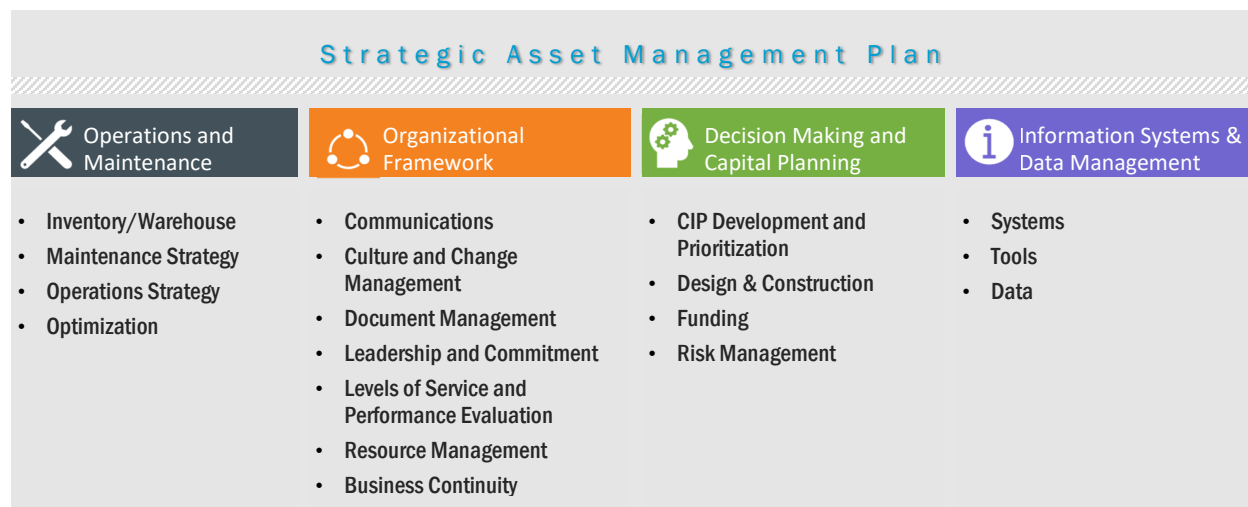 Strategic Asset Management Plan
Operations and
Maintenance
• Inventory/Warehouse
• Maintenance Strategy
• Operations Strategy
• Optimization
Organizational
Framework
• Communications
• Culture and Change
Management
• Document Management
• Leadership and Commitment
• Levels of Service and
Performance Evaluation
• Resource Management
• Business Continuity
Decision Making and
Capital Planning
• CIP Development and
Prioritization
• Design & Construction
• Funding
• Risk Management
i
Information Systems &
Data Management
• Systems
• Tools
• Data